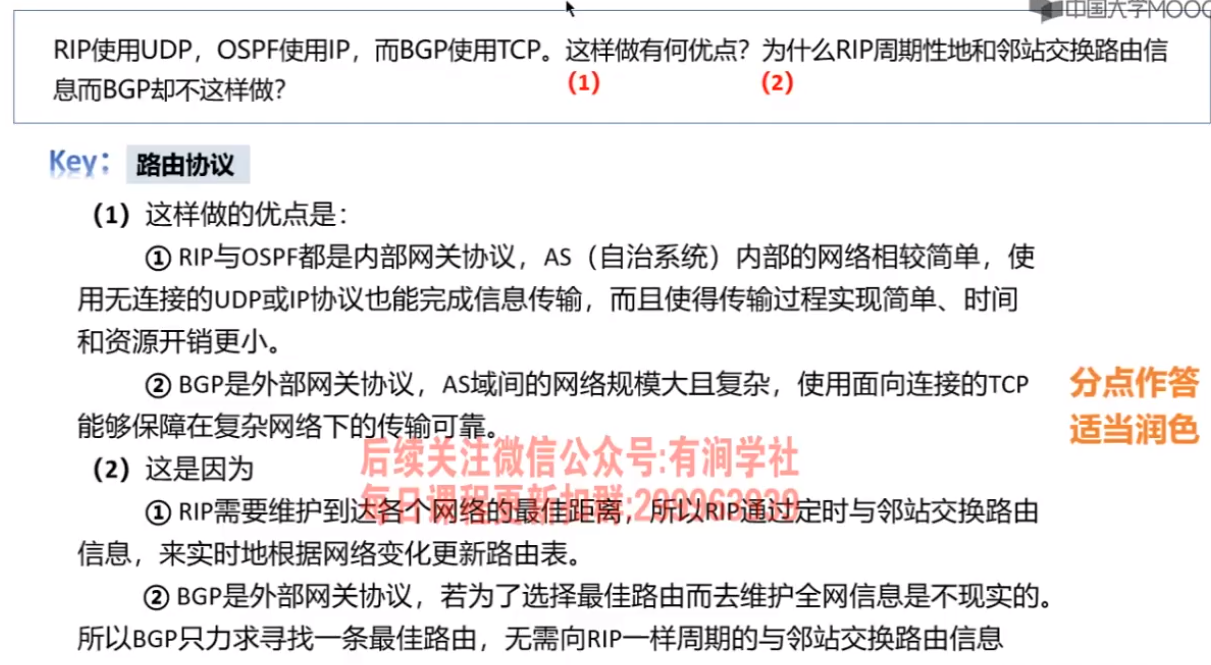 中国大学MOOC
RIP使用UDP，OSPF使用IP，而BGP使用TCP。这样做有何优点？为什么RIP周期性地和邻站交换路由信
（1）
（2）
息而BGP却不这样做？
Key：
路由协议
（1）这样做的优点是：
① RIP与OSPF都是内部网关协议，AS（自治系统）内部的网络相较简单，使
用无连接的UDP或IP协议也能完成信息传输，而且使得传输过程实现简单、时间
和资源开销更小。
② BGP是外部网关协议，AS域间的网络规模大且复杂，使用面向连接的TCP
能够保障在复杂网络下的传输可靠。
分点作答
适当润色
后续关注微信公众号:有涧学社
（2）这是因为
每日课程更新扣群:299963939
① RIP需要维护到达各个网络的最佳距离，所以RIP通过定时与邻站交换路由
信息，来实时地根据网络变化更新路由表。
② BGP是外部网关协议，若为了选择最佳路由而去维护全网信息是不现实的。
所以BGP只力求寻找一条最佳路由，无需向RIP一样周期的与邻站交换路由信息